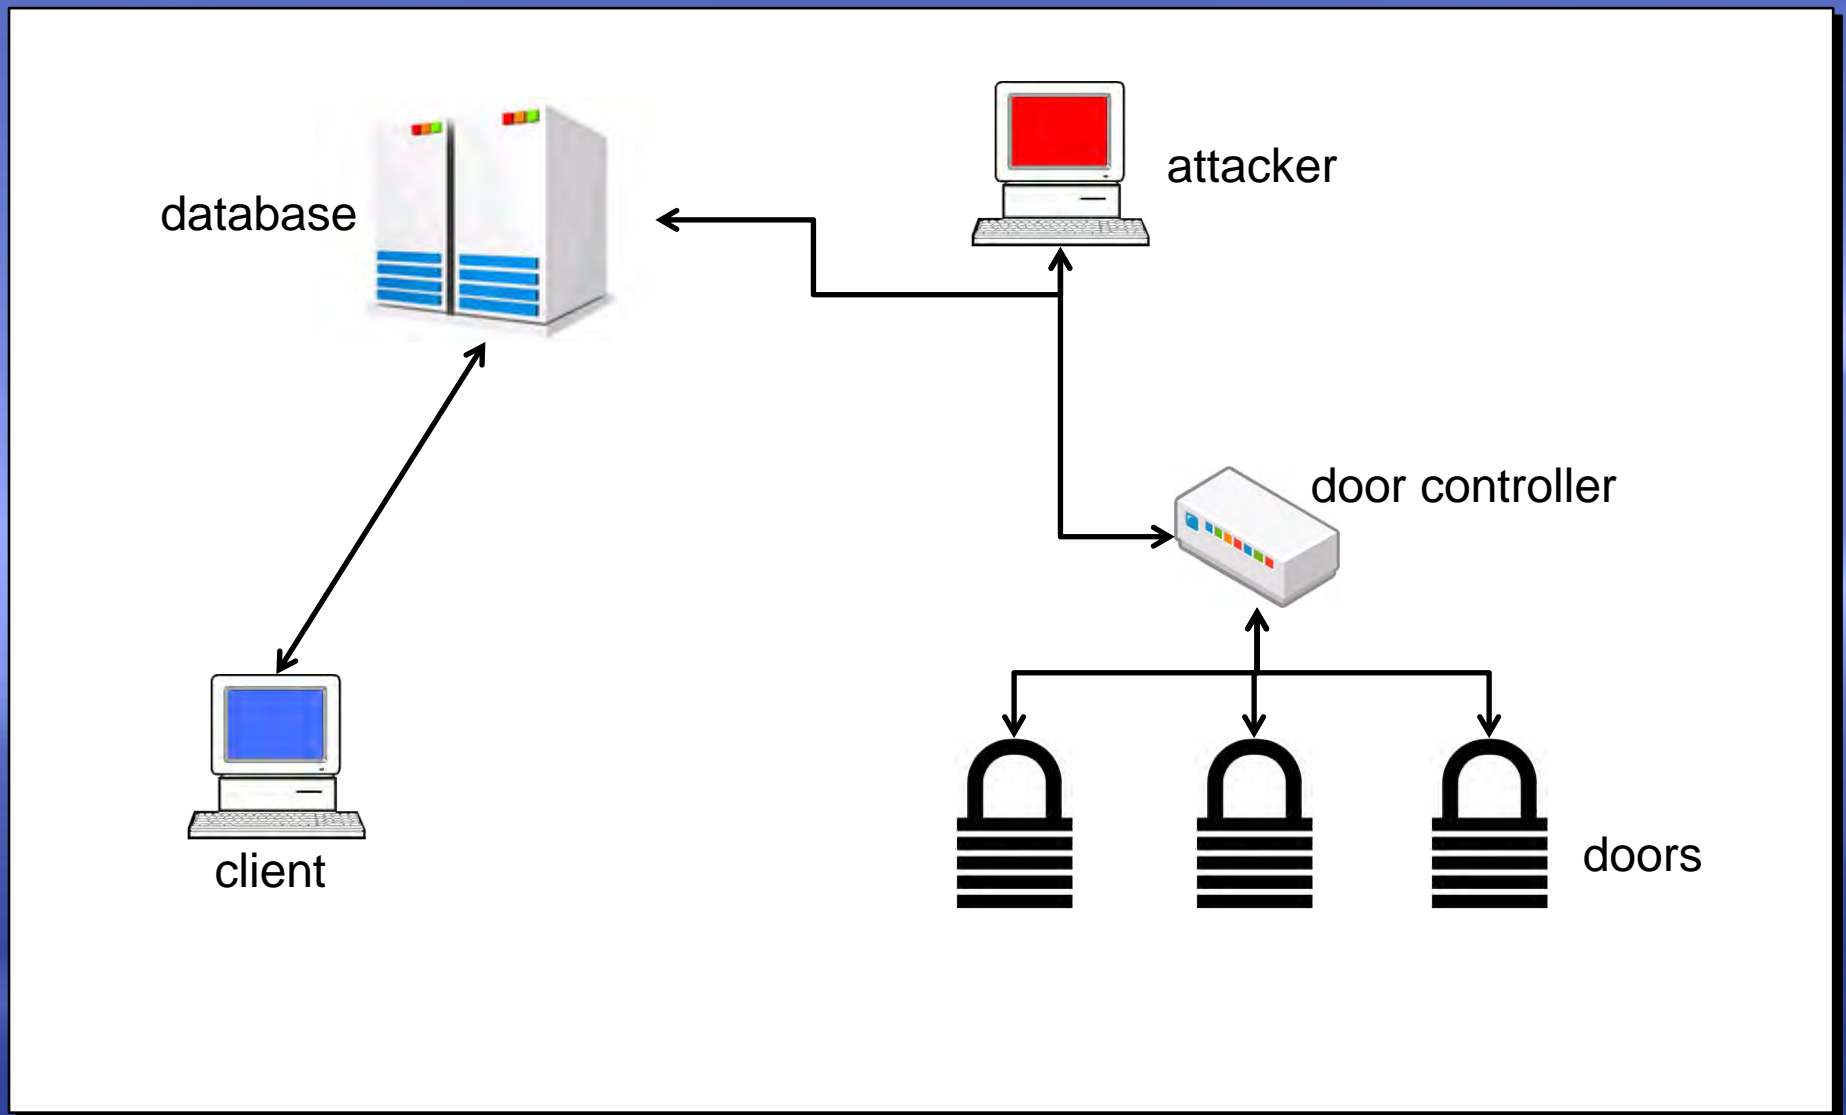 attacker
database
door controller
doors
client